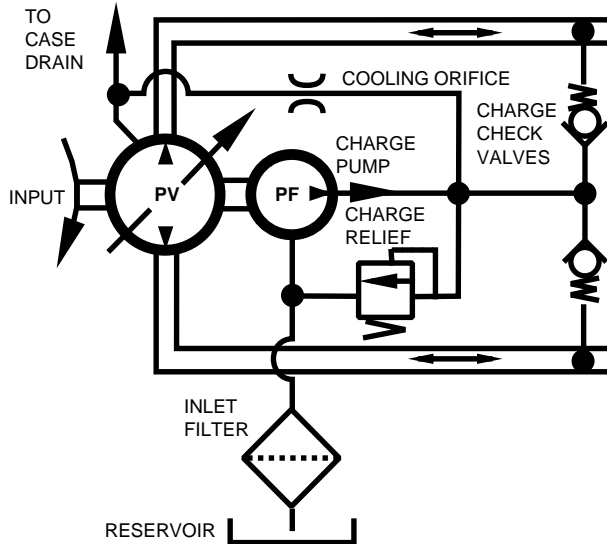 TO
CASE
DRAIN
COOLING ORIFICE
CHARGE
CHECK
VALVES
CHARGE
PUMP
INPUT
PV
PF
CHARGE
RELIEF
INLET
FILTER
RESERVOIR